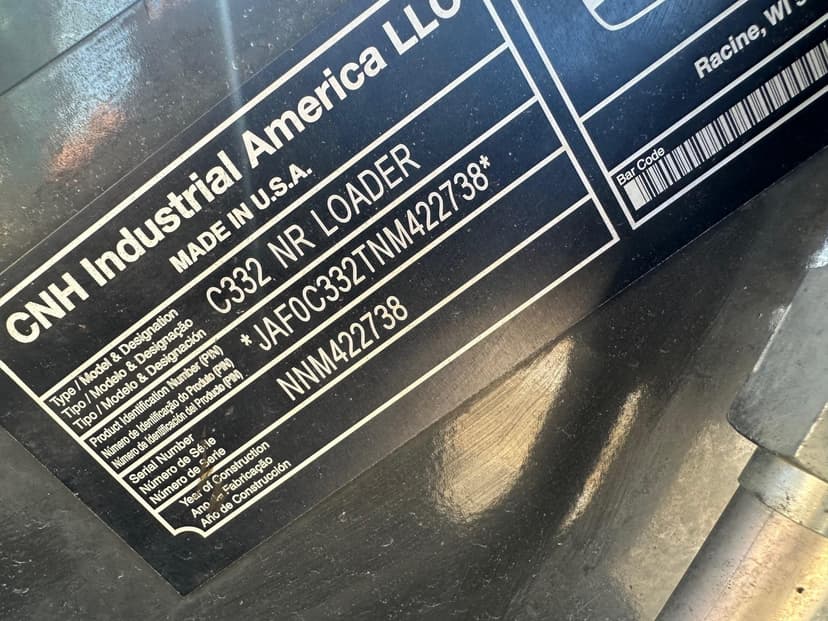 CNH Industrial America LLC
MADE IN U.S.A.
Type / Model & Designation
Tipo / Modelo & Designação
Tipo / Modelo & Designación
C332 NR LOADER
Product Identification Number (PIN)
Número de Identificação do Produto (PIN)
Número de Identificación del Producto (PIN)
*JAF0C332TNM422738*
Serial Number
Número de Série
Número de Serie
NNM422738
Year of Construction
Ano de Fabricação
Año de Construcción
Racine, WI
Bar Code